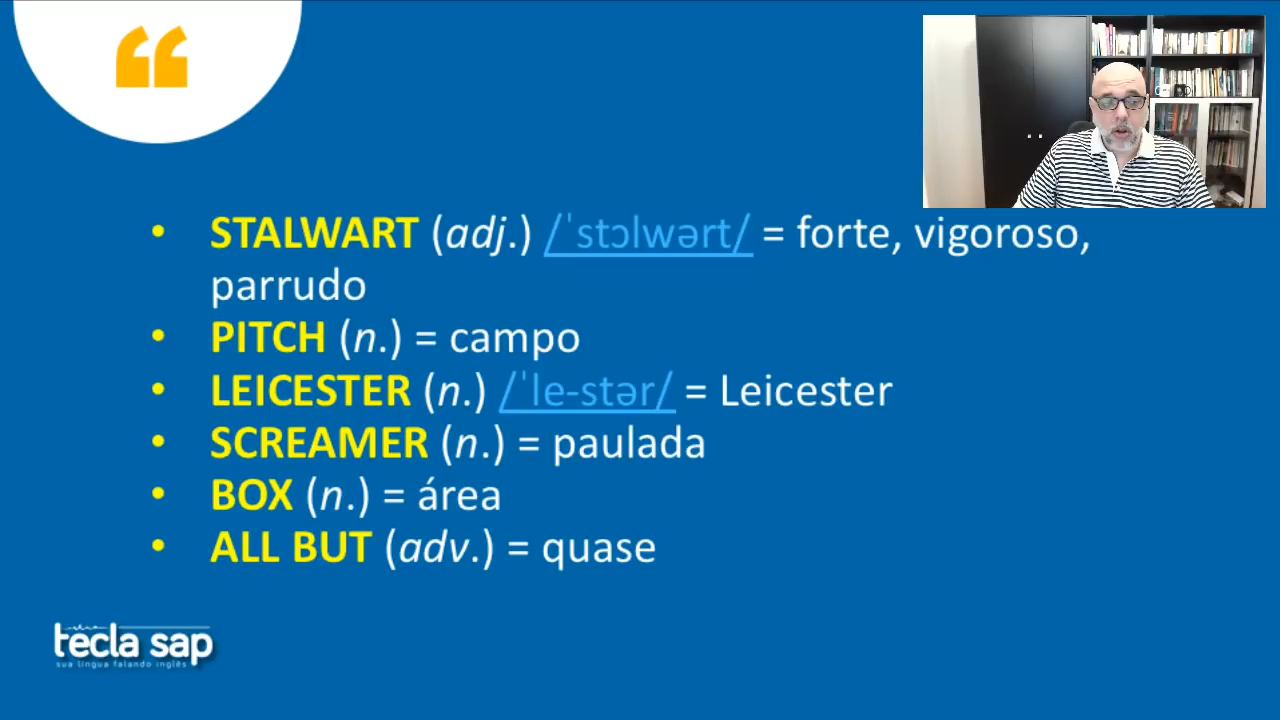 “
• STALWART (adj.) /ˈstɔlwərt/ = forte, vigoroso,
parrudo
• PITCH (n.) = campo
• LEICESTER (n.) /ˈle-stər/ = Leicester
• SCREAMER (n.) = paulada
• BOX (n.) = área
• ALL BUT (adv.) = quase
tecla sap
sua língua falando inglês